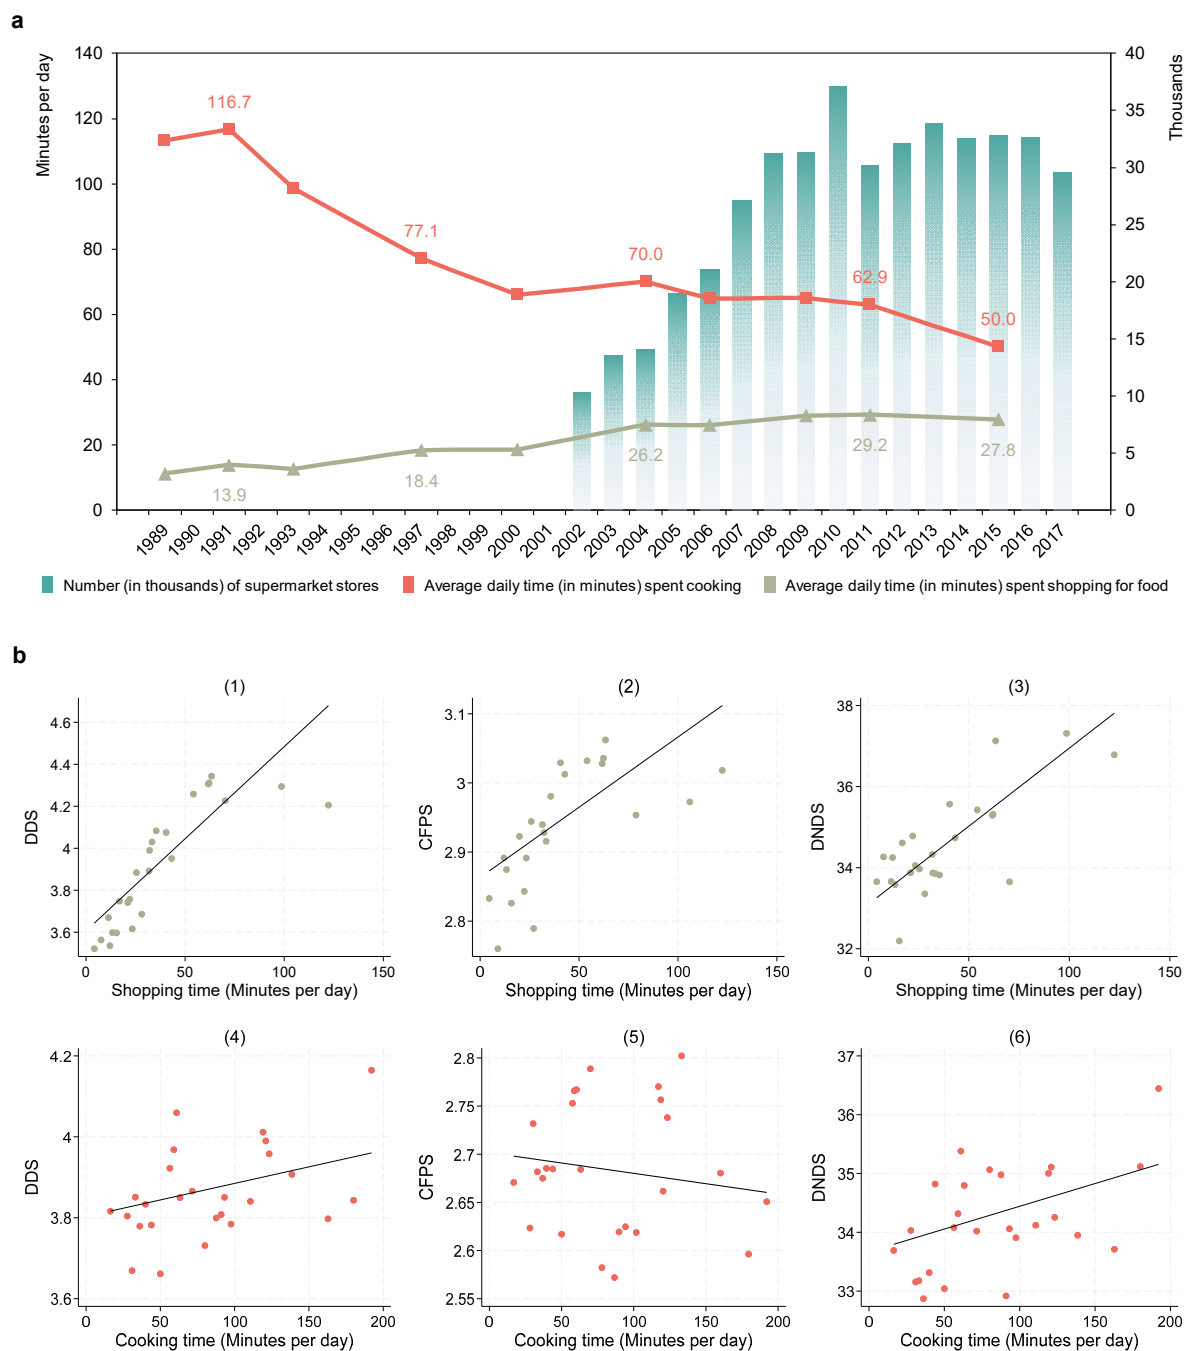 a
Minutes per day
Thousands
140
120
100
80
60
40
20
0
40
35
30
25
20
15
10
5
0
116.7
77.1
70.0
62.9
50.0
13.9
18.4
26.2
29.2
27.8
1989 1990 1991 1992 1993 1994 1995 1996 1997 1998 1999 2000 2001 2002 2003 2004 2005 2006 2007 2008 2009 2010 2011 2012 2013 2014 2015 2016 2017
Number (in thousands) of supermarket stores Average daily time (in minutes) spent cooking Average daily time (in minutes) spent shopping for food
b
(1)
DDS
4.6
4.4
4.2
4
3.8
3.6
0 50 100 150
Shopping time (Minutes per day)
(2)
CFPS
3.1
3
2.9
2.8
0 50 100 150
Shopping time (Minutes per day)
(3)
DNDS
38
36
34
32
0 50 100 150
Shopping time (Minutes per day)
(4)
DDS
4.2
4
3.8
3.6
0 50 100 150 200
Cooking time (Minutes per day)
(5)
CFPS
2.8
2.75
2.7
2.65
2.6
2.55
0 50 100 150 200
Cooking time (Minutes per day)
(6)
DNDS
37
36
35
34
33
0 50 100 150 200
Cooking time (Minutes per day)